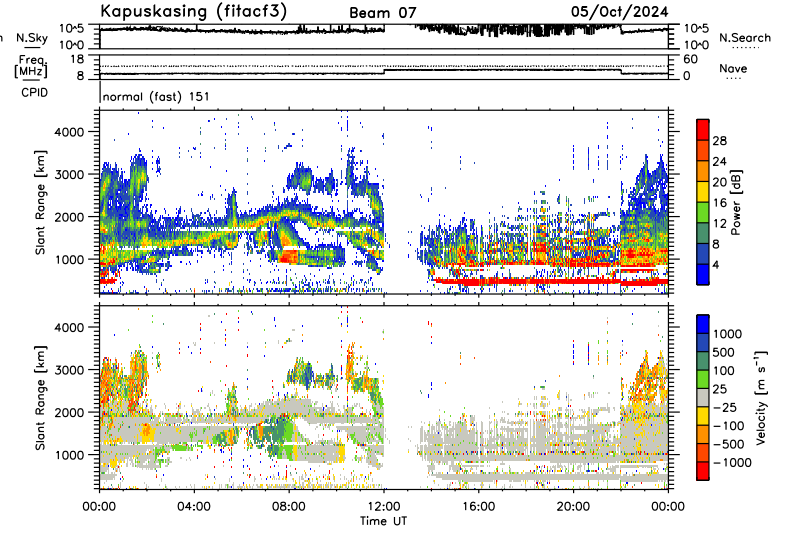 Kapuskasing (fitacf3) Beam 07 05/Oct/2024
N.Sky 10^5 10^0 10^5 10^0 N.Search
Freq. [MHz] 18 8 60 0 Nave
CPID normal (fast) 151
Slant Range [km] 4000 3000 2000 1000
28 24 20 16 12 8 4 Power [dB]
Slant Range [km] 4000 3000 2000 1000
1000 500 100 25 -25 -100 -500 -1000 Velocity [m s⁻¹]
00:00 04:00 08:00 12:00 16:00 20:00 00:00
Time UT